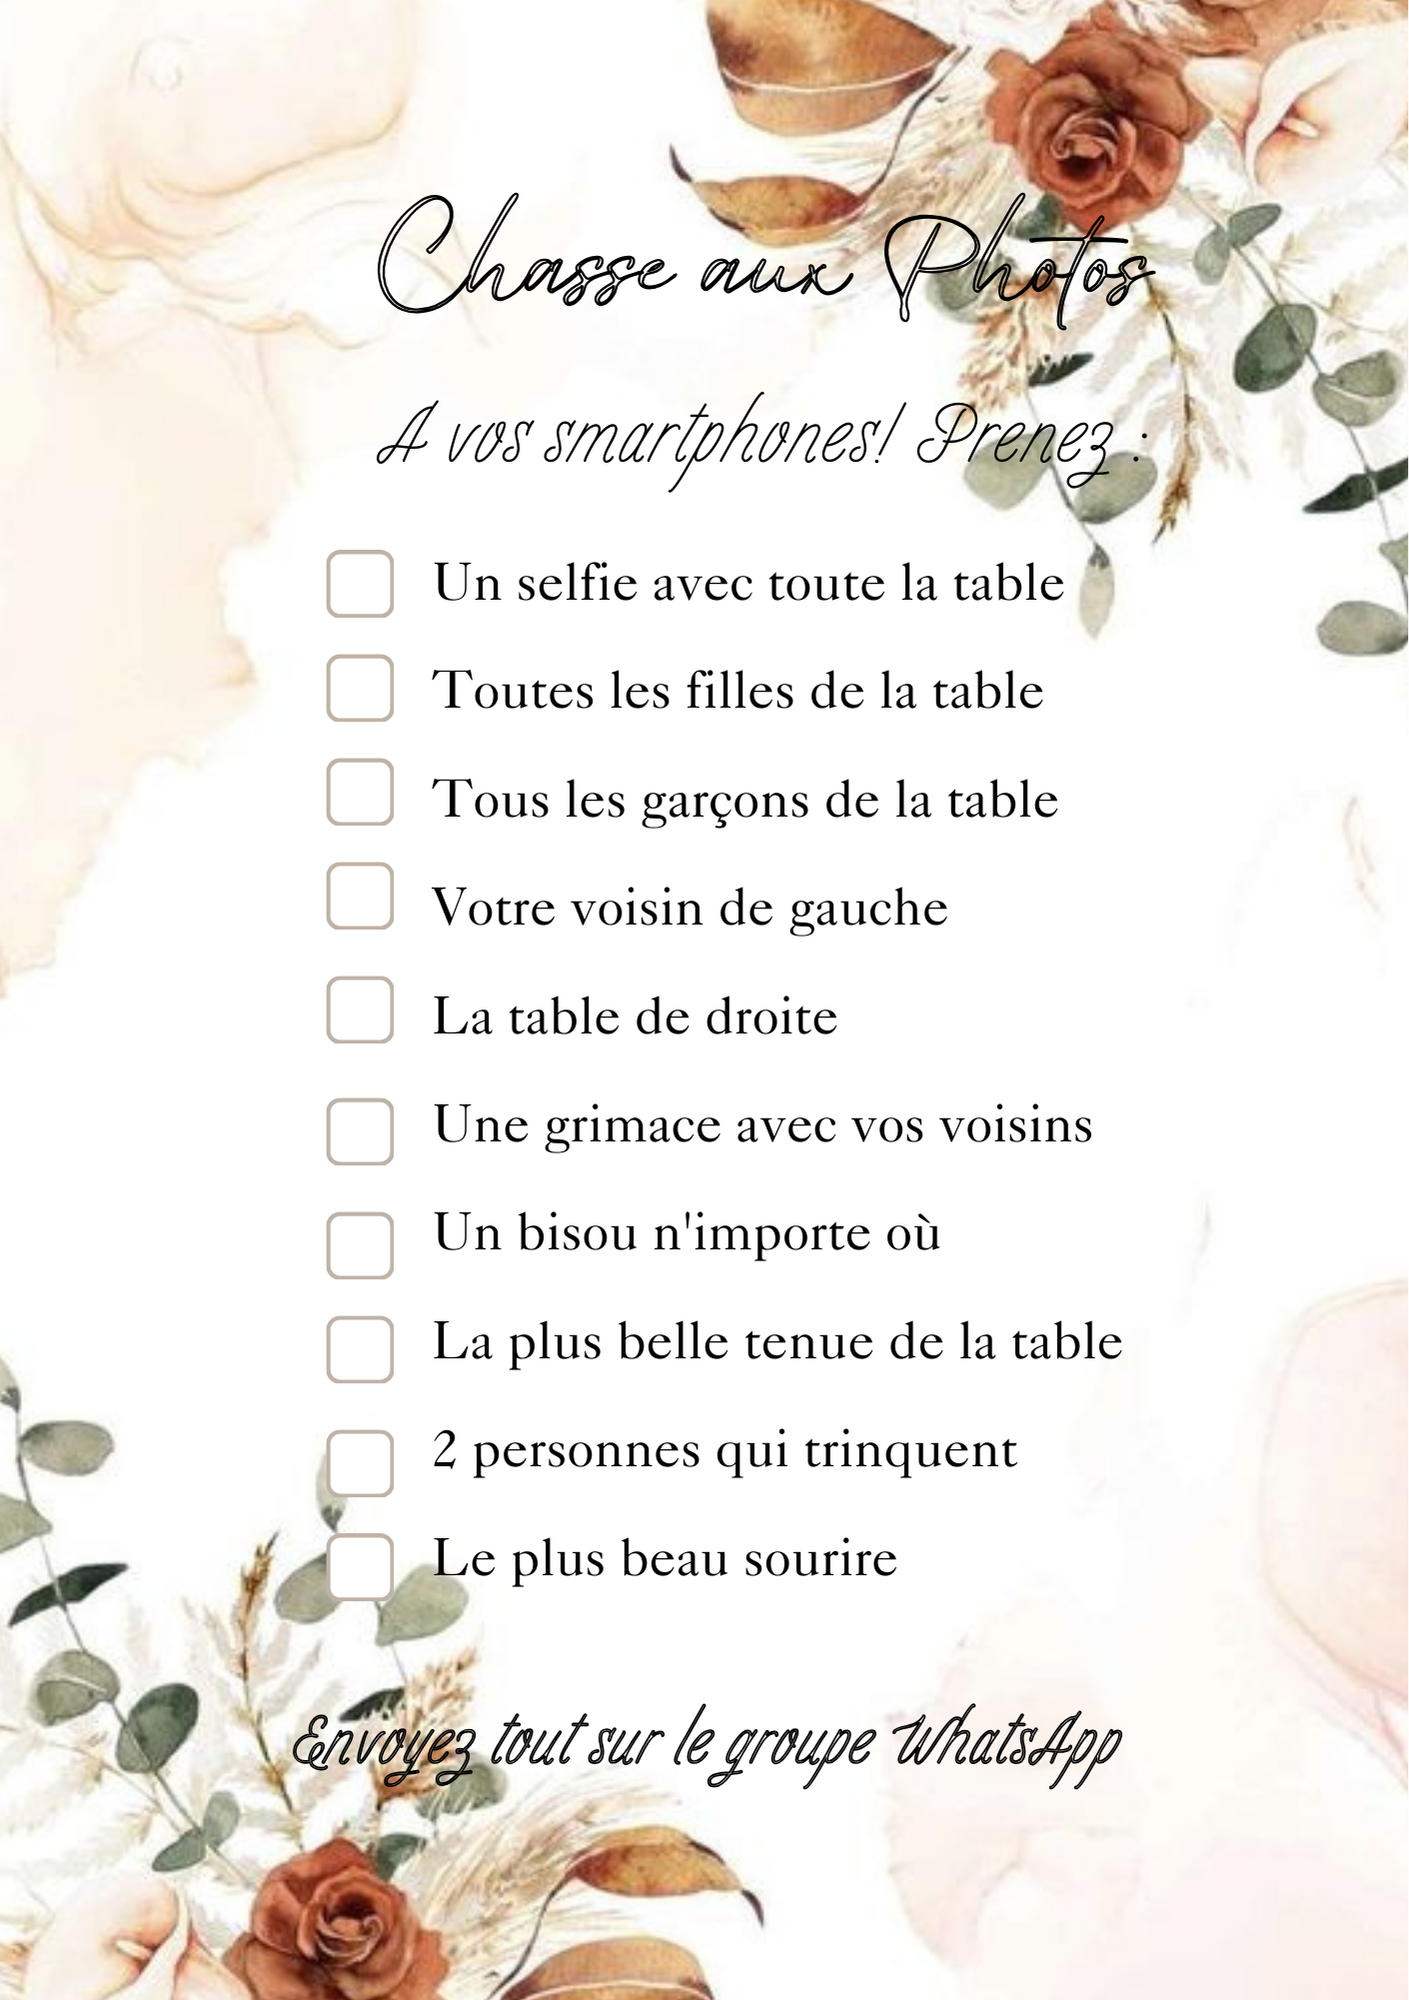 Chasse aux Photos
A vos smartphones! Prenez :
Un selfie avec toute la table
Toutes les filles de la table
Tous les garçons de la table
Votre voisin de gauche
La table de droite
Une grimace avec vos voisins
Un bisou n'importe où
La plus belle tenue de la table
2 personnes qui trinquent
Le plus beau sourire
Envoyez tout sur le groupe WhatsApp